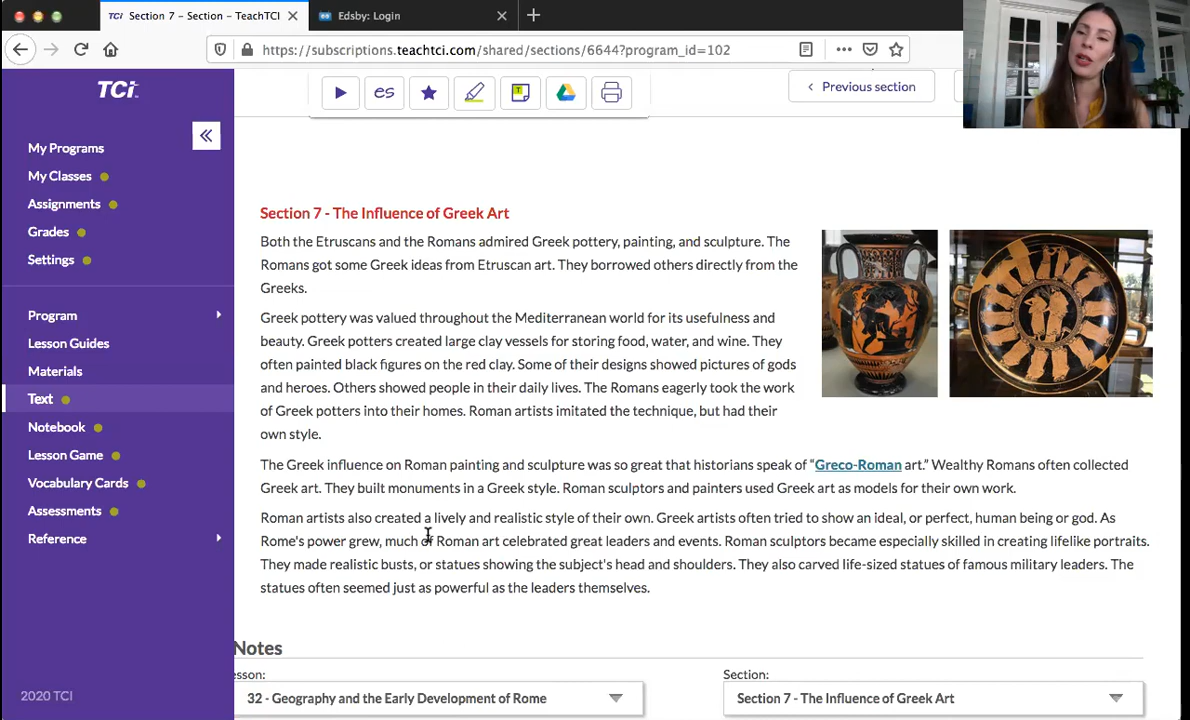 TCi Section 7 – Section – TeachTCI
Edsby: Login
https://subscriptions.teachtci.com/shared/sections/6644?program_id=102
TCi
es
Previous section
My Programs
My Classes
Assignments
Grades
Settings
Program
Lesson Guides
Materials
Text
Notebook
Lesson Game
Vocabulary Cards
Assessments
Reference
2020 TCI
Section 7 - The Influence of Greek Art
Both the Etruscans and the Romans admired Greek pottery, painting, and sculpture. The
Romans got some Greek ideas from Etruscan art. They borrowed others directly from the
Greeks.
Greek pottery was valued throughout the Mediterranean world for its usefulness and
beauty. Greek potters created large clay vessels for storing food, water, and wine. They
often painted black figures on the red clay. Some of their designs showed pictures of gods
and heroes. Others showed people in their daily lives. The Romans eagerly took the work
of Greek potters into their homes. Roman artists imitated the technique, but had their
own style.
The Greek influence on Roman painting and sculpture was so great that historians speak of “Greco-Roman art.” Wealthy Romans often collected
Greek art. They built monuments in a Greek style. Roman sculptors and painters used Greek art as models for their own work.
Roman artists also created a lively and realistic style of their own. Greek artists often tried to show an ideal, or perfect, human being or god. As
Rome's power grew, much of Roman art celebrated great leaders and events. Roman sculptors became especially skilled in creating lifelike portraits.
They made realistic busts, or statues showing the subject's head and shoulders. They also carved life-sized statues of famous military leaders. The
statues often seemed just as powerful as the leaders themselves.
Notes
esson:
Section:
32 - Geography and the Early Development of Rome
Section 7 - The Influence of Greek Art